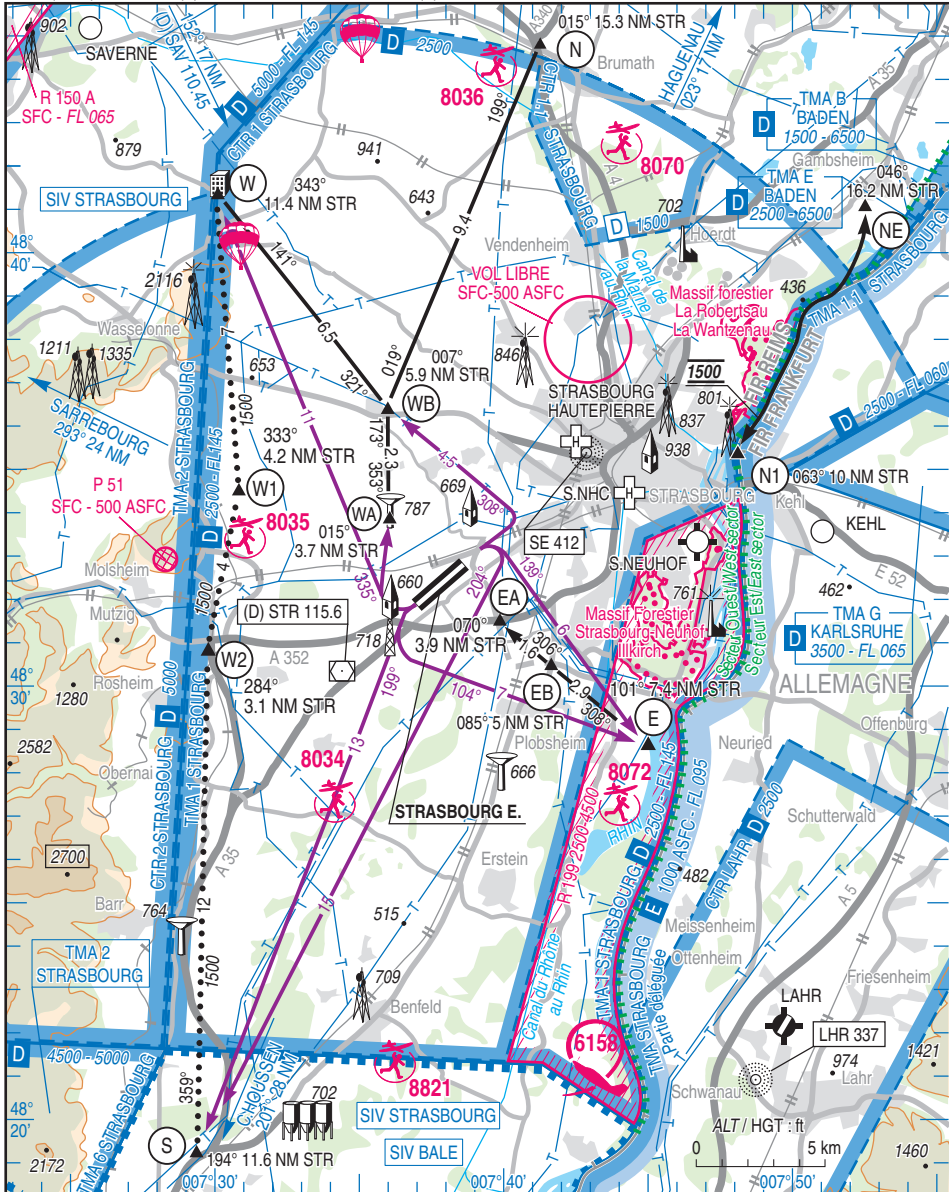 902
SAVERNE
R 150 A
SFC - FL 065
879
152° 17 NM
(D) SAV 110.45
D
5000 - FL 145
CTR 1 STRASBOURG
D
2500
8036
A340
015° 15.3 NM STR
N
Brumath
199°
HAGUENAU
023° 17 NM
A 35
TMA B
BADEN
1500 - 6500
D
Gambsheim
TMA E
BADEN
2500 - 6500
D
046°
16.2 NM STR
NE
CTR 1.1 STRASBOURG
8070
A 4
702
D
1500
Hoerdt
941
643
W
343°
11.4 NM STR
SIV STRASBOURG
48°
40'
141°
9.4
Vendenheim
Canal de
la Marne
au Rhin
VOL LIBRE
SFC-500 ASFC
Massif forestier
La Robertsau
La Wantzenau
436
TMA 1.1 STRASBOURG
2116
Wasselonne
1211
1335
7
6.5
653
1500
11
321°
019°
007°
5.9 NM STR
WB
846
STRASBOURG
HAUTEPIERRE
1500
801
837
938
FIR REINS
FIR FRANKFURT
D
2500 - FL 060
SARREBOURG
293° 24 NM
TMA 2 STRASBOURG
2500 - FL145
D
333°
4.2 NM STR
W1
173°
2.3
353°
4.5
308°
669
787
WA
015°
3.7 NM STR
S.NHC
STRASBOURG
N1
063° 10 NM STR
Kehl
KEHL
P 51
SFC - 500 ASFC
8035
Molsheim
Mutzig
4
1500
335°
660
204°
139°
SE 412
S.NEUHOF
761
462
E 52
Secteur Ouest/West sector
Secteur Est/East sector
TMA G
KARLSRUHE
3500 - FL 065
D
EA
070°
3.9 NM STR
6
Massif Forestier
Strasbourg-Neuhof
Illkirch
(D) STR 115.6
718
A 352
W2
284°
3.1 NM STR
Rosheim
48°
30'
1280
2582
Obernai
199°
104°
7
1.6
306°
EB
2.9
308°
085° 5 NM STR
101° 7.4 NM STR
E
ALLEMAGNE
Offenburg
Neuried
Plobsheim
666
8072
8034
13
STRASBOURG E.
RHIN
D
5000
CTR 2 STRASBOURG
TMA 1 STRASBOURG
2700
A 35
Barr
764
12
1500
15
Erstein
515
R 199 2500-4500
D
2500 - FL 145
E
1000 ASFC - FL 095
482
CTR LAHR
D
2500
Schutterwald
Meissenheim
Ottenheim
A 5
Friesenheim
TMA 2
STRASBOURG
709
Benfeld
Canal du Rhône
au Rhin
TMA 1 STRASBOURG
TMA STRASBOURG
Partie déléguée
LAHR
LHR 337
974
Lahr
1421
D
4500 - 5000
8821
6158
Schwanau
359°
C.HOUSSEN
201° 28 NM
702
SIV STRASBOURG
SIV BALE
48°
20'
2172
TMA 6 STRASBOURG
S
194° 11.6 NM STR
ALT / HGT : ft
0
5 km
1460
007° 30'
007° 40'
007° 50'